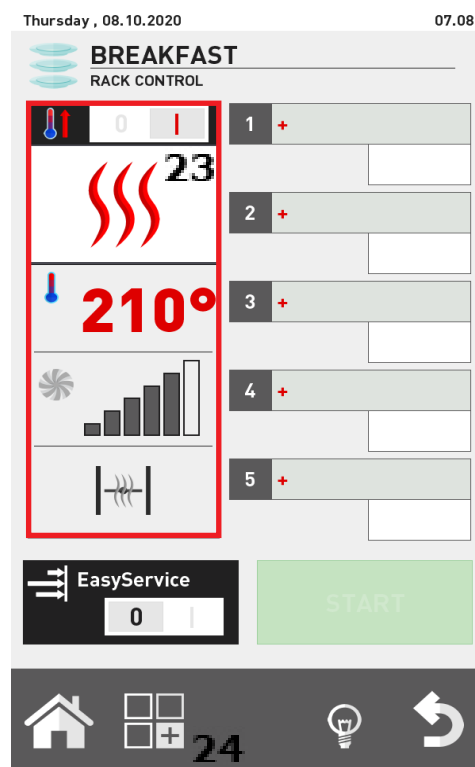 Thursday , 08.10.2020 07.08
BREAKFAST
RACK CONTROL
0 I
1 +
23
2 +
210°
3 +
4 +
5 +
EasyService
0 I
START
24